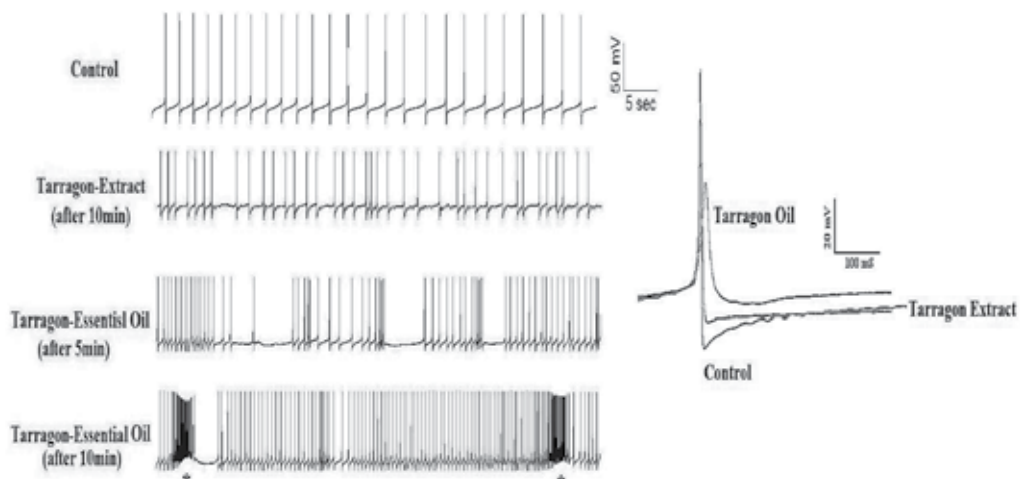 Control
50 mV
5 sec
Tarragon-Extract
(after 10min)
Tarragon-Essentisl Oil
(after 5min)
Tarragon-Essential Oil
(after 10min)
Tarragon Oil
20 mV
100 mS
Tarragon Extract
Control